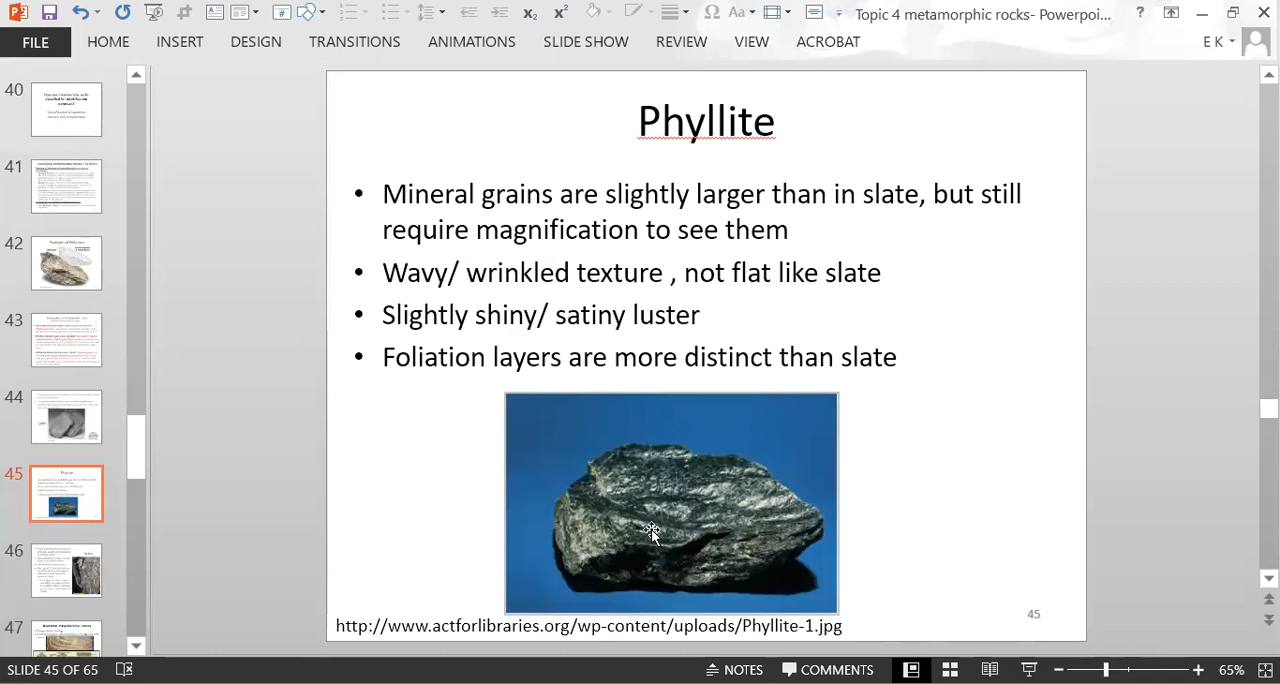 Topic 4 metamorphic rocks- Powerpoi...
FILE
HOME
INSERT
DESIGN
TRANSITIONS
ANIMATIONS
SLIDE SHOW
REVIEW
VIEW
ACROBAT
E K
40
41
42
43
44
45
46
47
Phyllite
• Mineral grains are slightly larger than in slate, but still
require magnification to see them
• Wavy/ wrinkled texture , not flat like slate
• Slightly shiny/ satiny luster
• Foliation layers are more distinct than slate
http://www.actforlibraries.org/wp-content/uploads/Phyllite-1.jpg
45
SLIDE 45 OF 65
NOTES
COMMENTS
65%